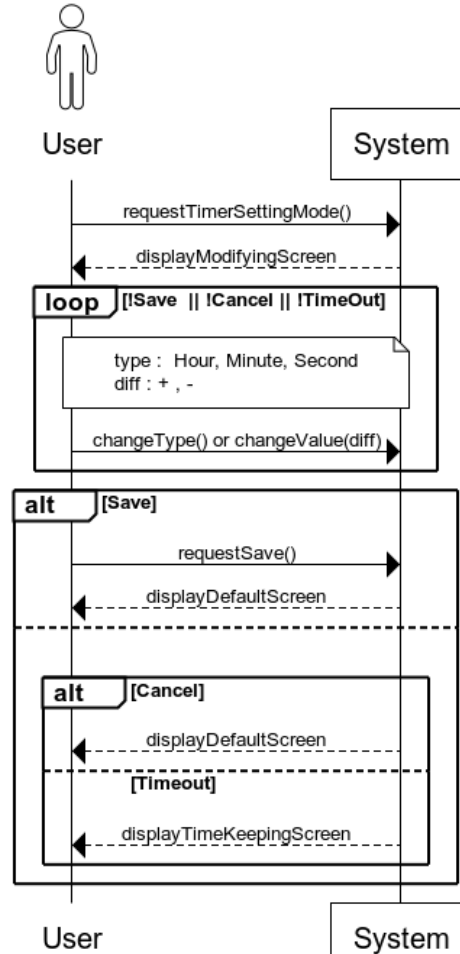 User
System
requestTimerSettingMode()
displayModifyingScreen
loop
[!Save || !Cancel || !TimeOut]
type : Hour, Minute, Second
diff : + , -
changeType() or changeValue(diff)
alt
[Save]
requestSave()
displayDefaultScreen
alt
[Cancel]
displayDefaultScreen
[Timeout]
displayTimeKeepingScreen
User
System